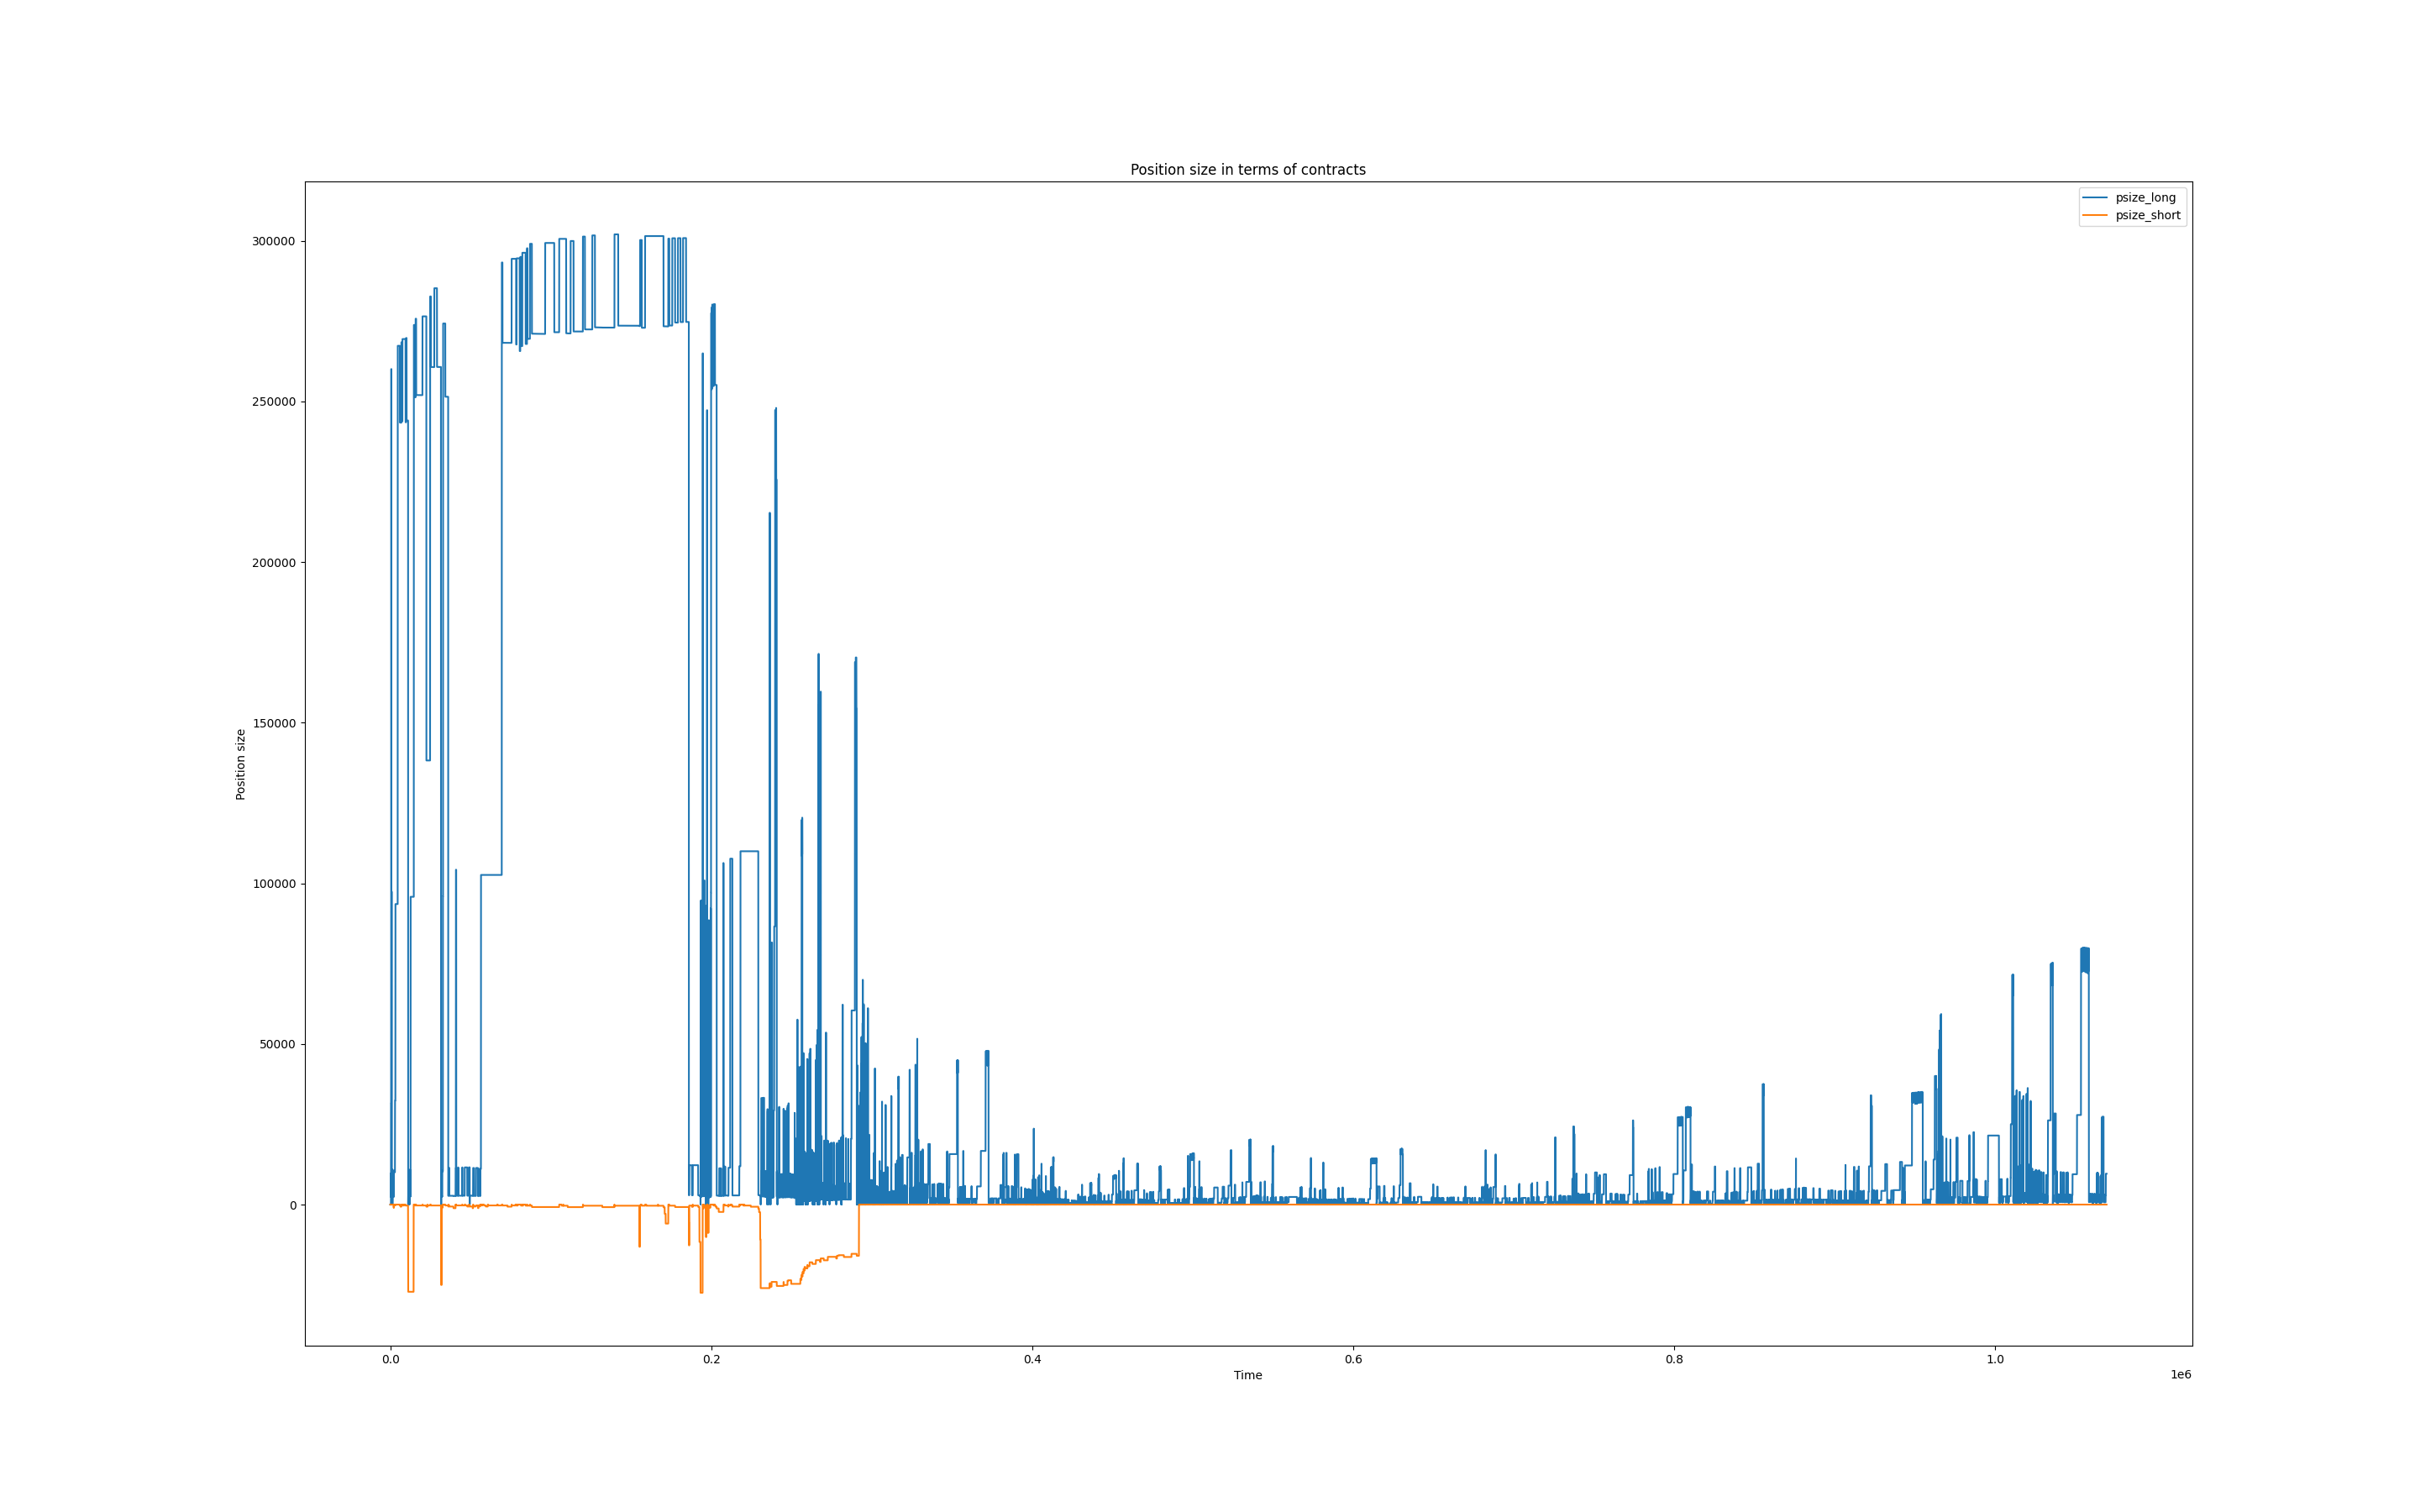 Position size in terms of contracts
psize_long
psize_short
300000
250000
200000
150000
100000
50000
0
Position size
0.0
0.2
0.4
0.6
0.8
1.0
1e6
Time